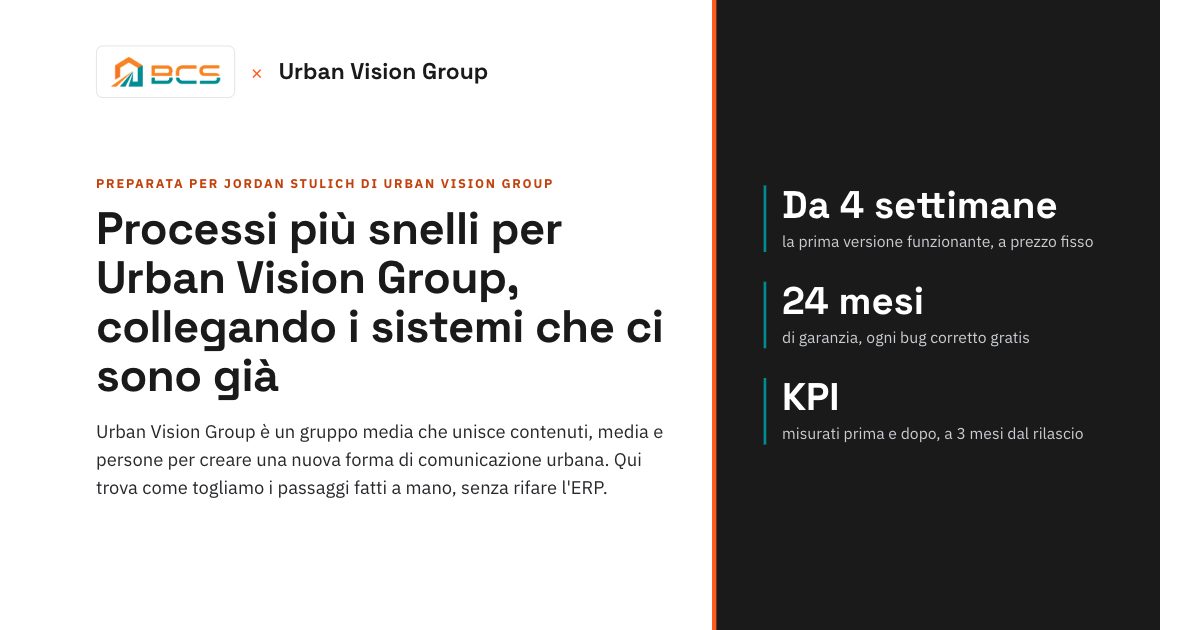 BCS × Urban Vision Group
PREPARATA PER JORDAN STULICH DI URBAN VISION GROUP
Processi più snelli per
Urban Vision Group,
collegando i sistemi che ci
sono già
Urban Vision Group è un gruppo media che unisce contenuti, media e
persone per creare una nuova forma di comunicazione urbana. Qui
trova come togliamo i passaggi fatti a mano, senza rifare l'ERP.
Da 4 settimane
la prima versione funzionante, a prezzo fisso
24 mesi
di garanzia, ogni bug corretto gratis
KPI
misurati prima e dopo, a 3 mesi dal rilascio